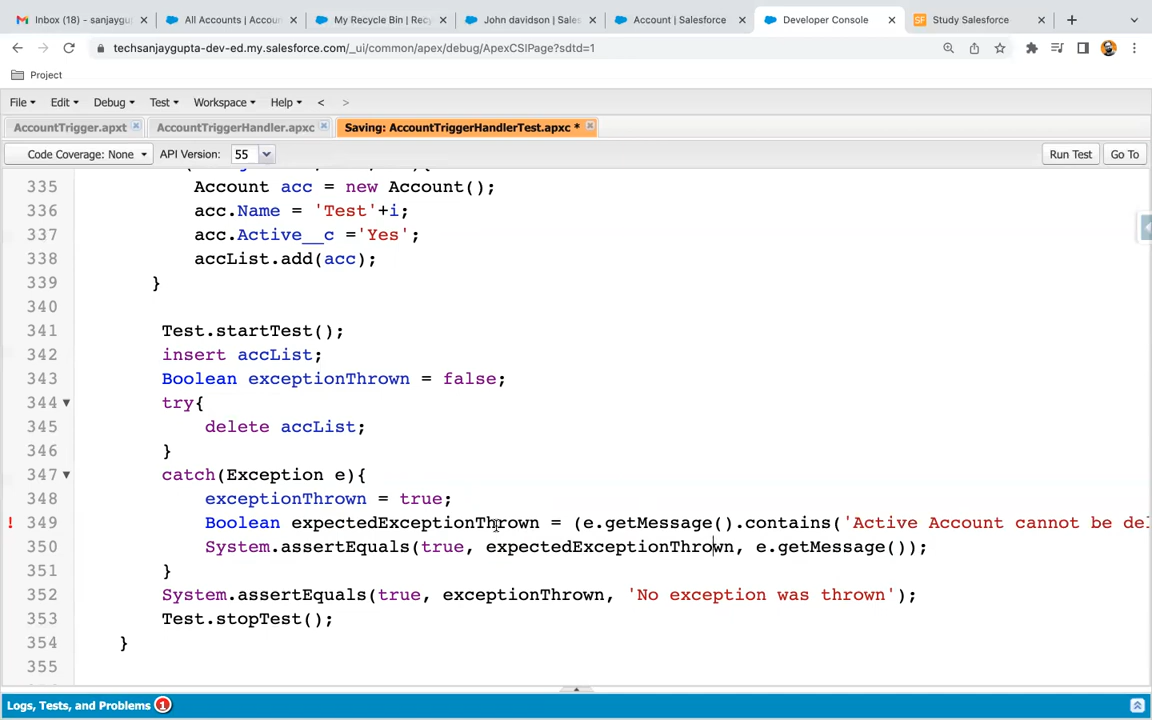 Inbox (18) - sanjaygu
All Accounts | Accou
My Recycle Bin | Rec
John davidson | Sale
Account | Salesforce
Developer Console
Study Salesforce
techsanjaygupta-dev-ed.my.salesforce.com/_ui/common/apex/debug/ApexCSIPage?sdtd=1
Project
File Edit Debug Test Workspace Help < >
AccountTrigger.apxt AccountTriggerHandler.apxc Saving: AccountTriggerHandlerTest.apxc *
Code Coverage: None API Version: 55 Run Test Go To
335 Account acc = new Account();
336 acc.Name = 'Test'+i;
337 acc.Active__c ='Yes';
338 accList.add(acc);
339 }
340
341 Test.startTest();
342 insert accList;
343 Boolean exceptionThrown = false;
344 try{
345 delete accList;
346 }
347 catch(Exception e){
348 exceptionThrown = true;
349 Boolean expectedExceptionThrown = (e.getMessage().contains('Active Account cannot be del
350 System.assertEquals(true, expectedExceptionThrown, e.getMessage());
351 }
352 System.assertEquals(true, exceptionThrown, 'No exception was thrown');
353 Test.stopTest();
354 }
355
Logs, Tests, and Problems 1